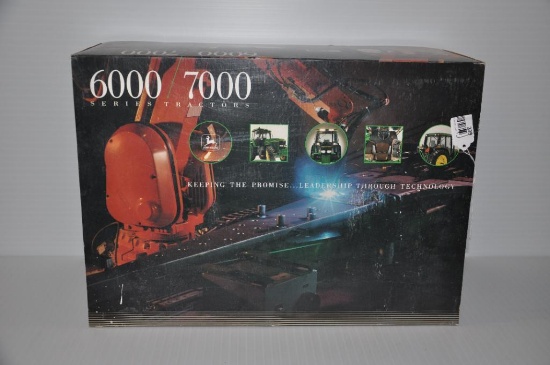 6000 7000
SERIES TRACTORS
KEEPING THE PROMISE...LEADERSHIP THROUGH TECHNOLOGY